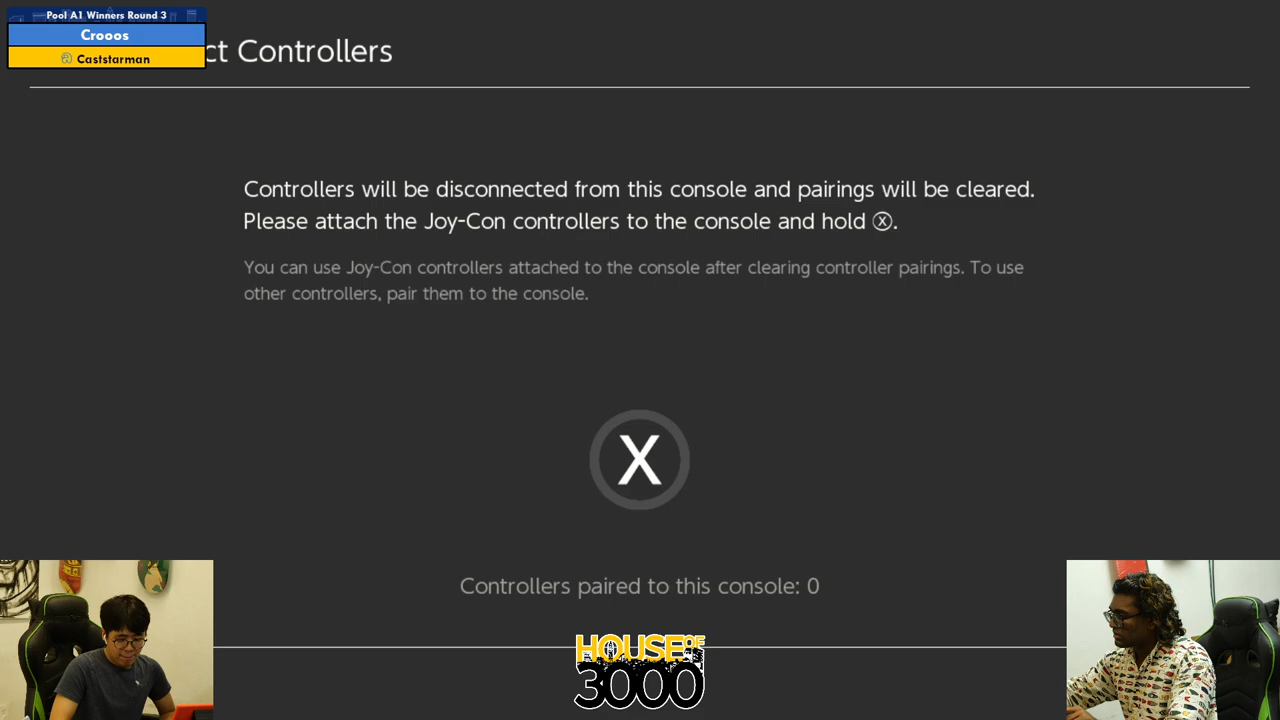 Pool A1 Winners Round 3
Crooos
Caststarman
ct Controllers
Controllers will be disconnected from this console and pairings will be cleared.
Please attach the Joy-Con controllers to the console and hold Ⓧ.
You can use Joy-Con controllers attached to the console after clearing controller pairings. To use
other controllers, pair them to the console.
X
Controllers paired to this console: 0
HOUSE OF
3000